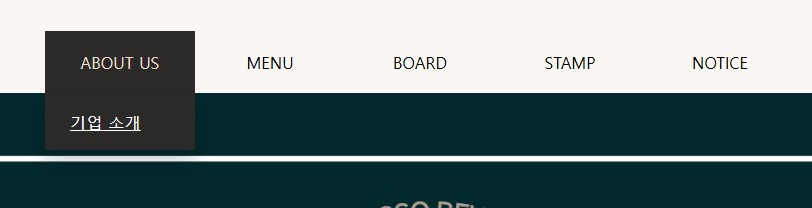 ABOUT US MENU BOARD STAMP NOTICE
기업 소개